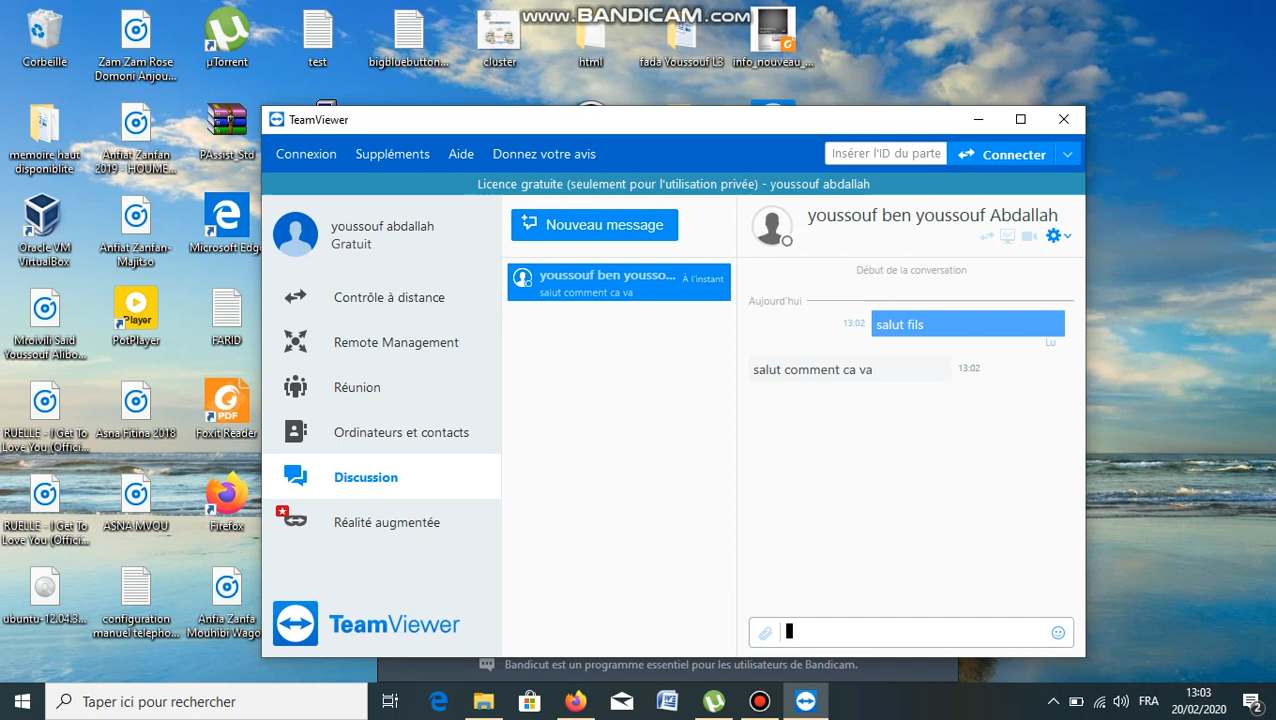 WWW.BANDICAM.COM
Corbeille
Zam Zam Rose
Domoni Anjou...
µTorrent
test
bigbluebutton...
cluster
html
fada Youssouf L3
info_nouveau_...
memoire haut
disponiblite
Anfiat Zanfan
2019 - HOUME...
PAssist_Std
Oracle VM
VirtualBox
Anfiat Zanfan-
Majitso
Microsoft Edge
Mroivili Said
Youssouf Alibo...
Player
PotPlayer
FARID
RUELLE - I Get To
Love You (Offici...
Asna Fitina 2018
PDF
Foxit Reader
RUELLE - I Get To
Love You (Offici...
ASNA MVOU
Firefox
ubuntu-12.04.3...
configuration
manuel telepho...
Anfia Zanfa
Mouhibi Wago
TeamViewer
Connexion
Suppléments
Aide
Donnez votre avis
Insérer l'ID du parte
Connecter
Licence gratuite (seulement pour l'utilisation privée) - youssouf abdallah
youssouf abdallah
Gratuit
Contrôle à distance
Remote Management
Réunion
Ordinateurs et contacts
Discussion
Réalité augmentée
TeamViewer
Nouveau message
youssouf ben yousso...
À l'instant
salut comment ca va
youssouf ben youssouf Abdallah
Début de la conversation
Aujourd'hui
13:02
salut fils
Lu
salut comment ca va
13:02
Bandicut est un programme essentiel pour les utilisateurs de Bandicam.
Taper ici pour rechercher
FRA
13:03
20/02/2020
2